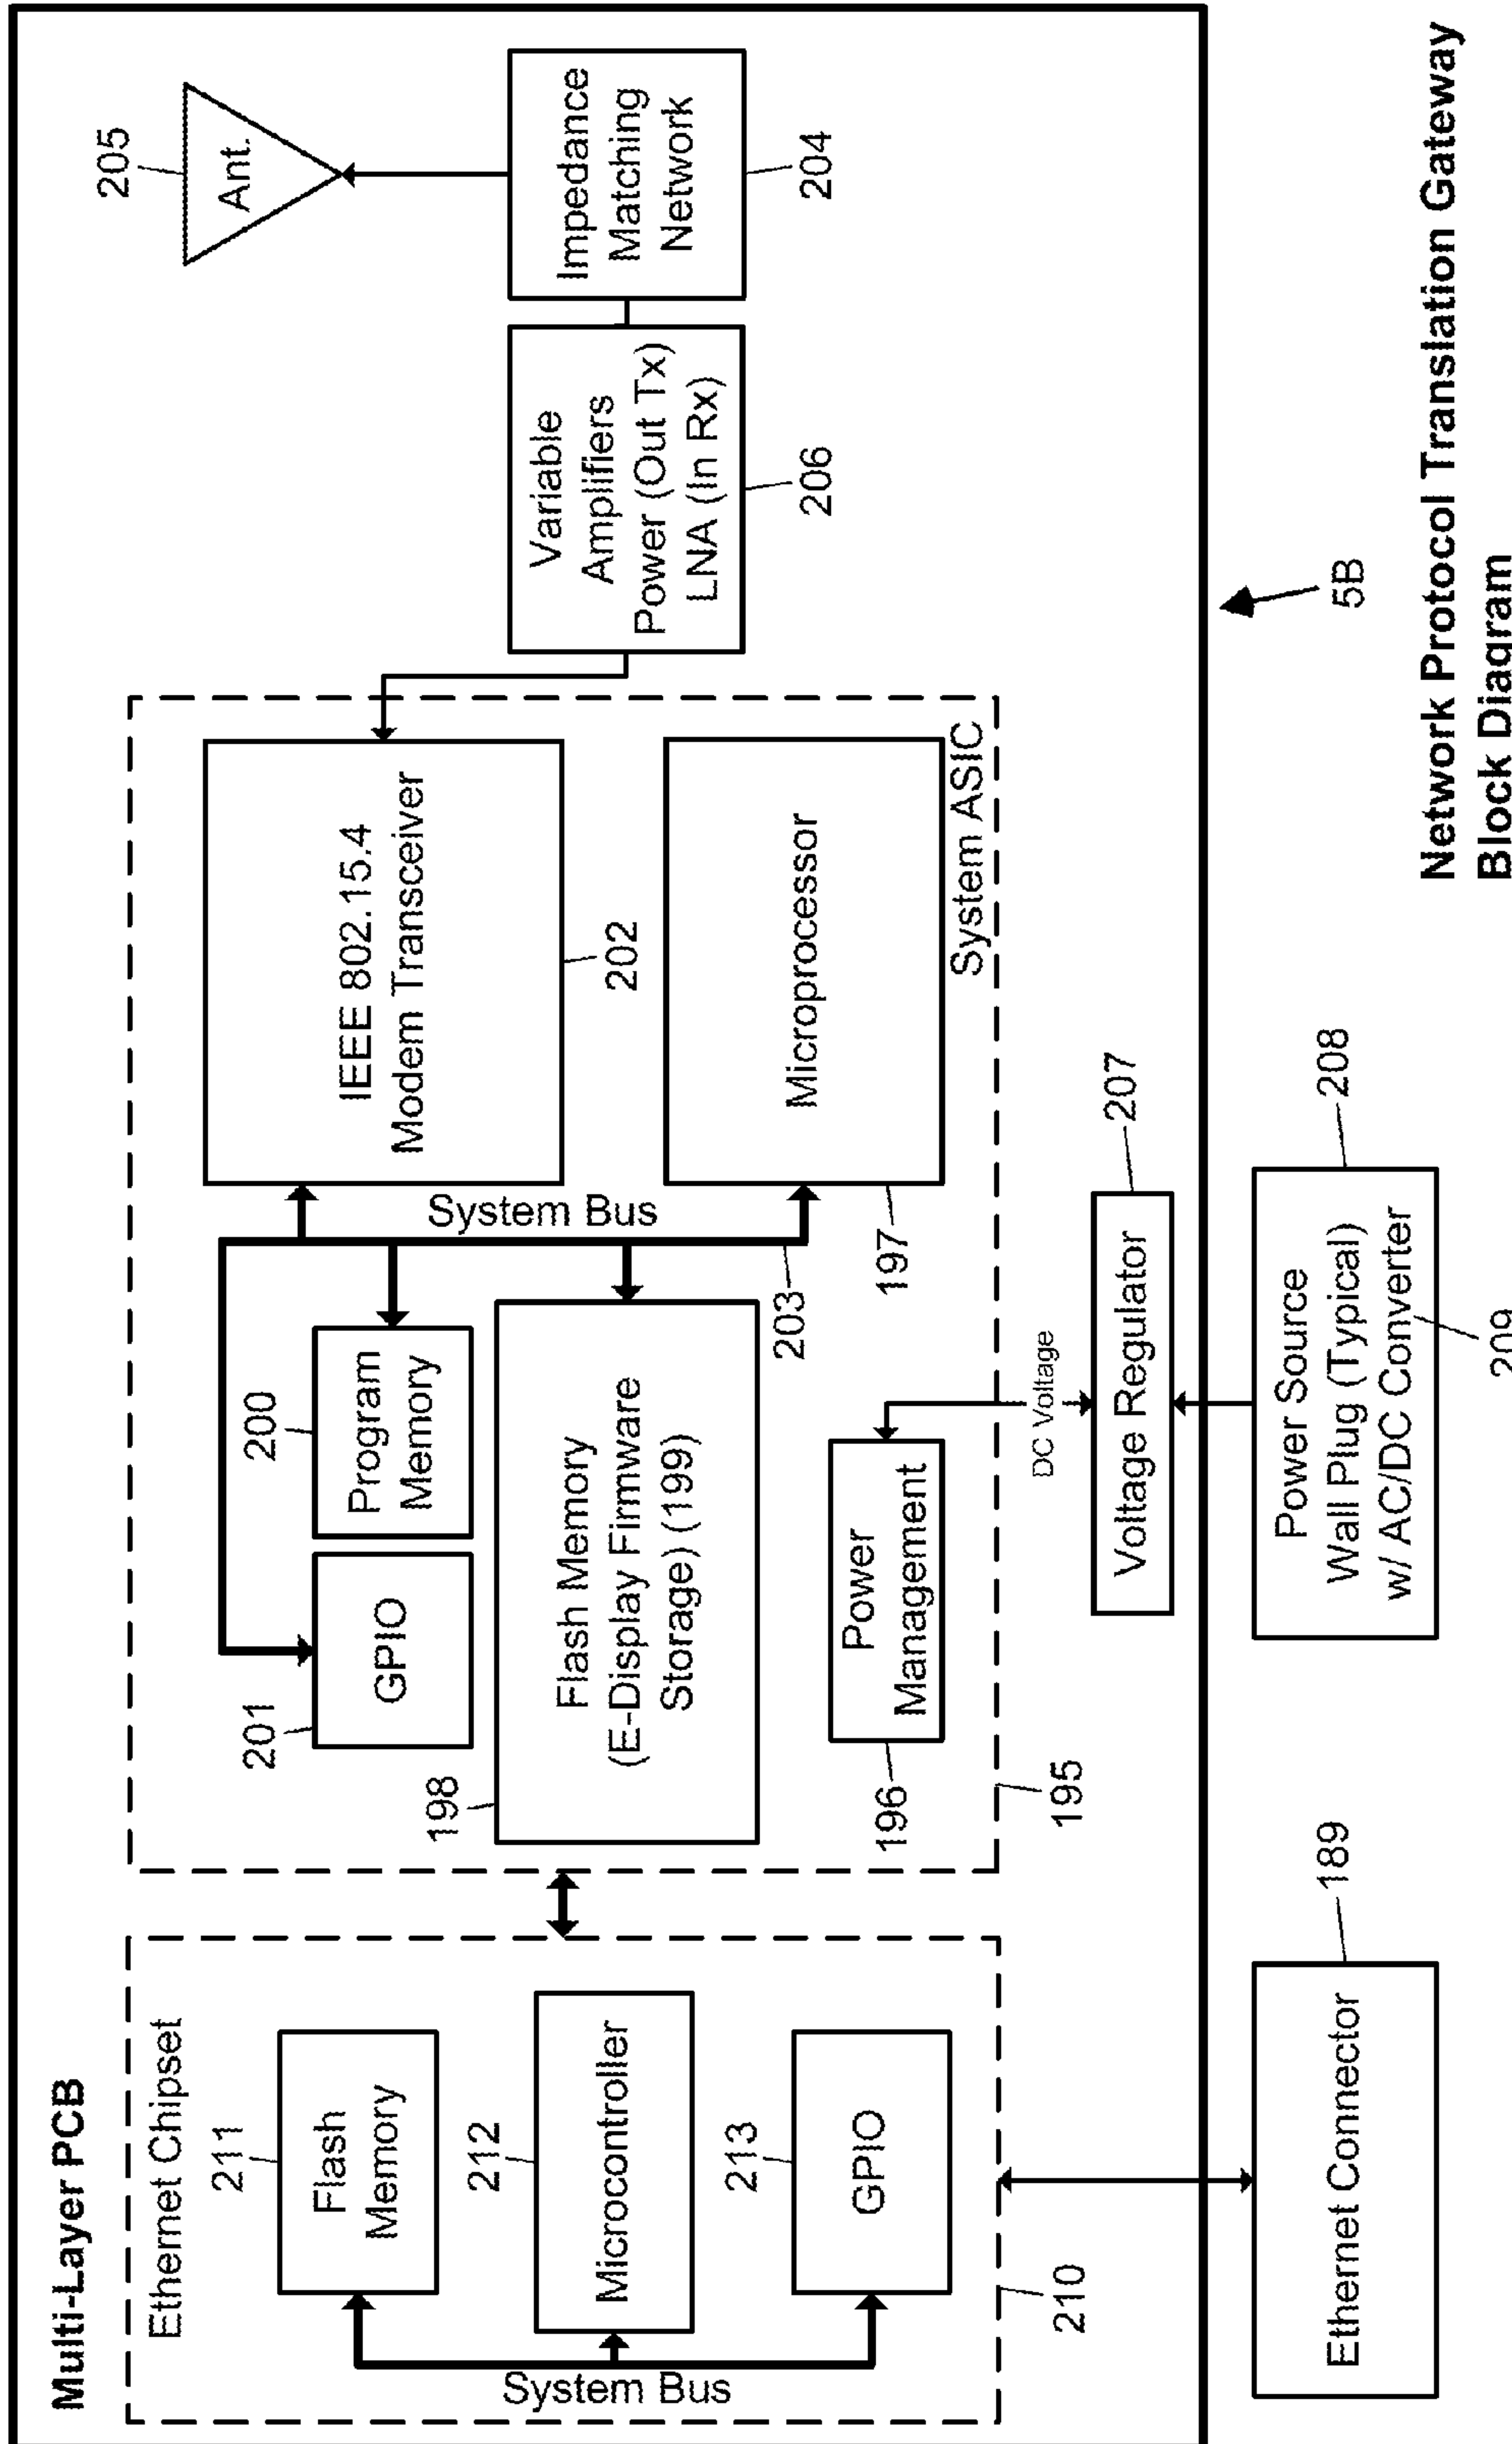 Multi-Layer PCB
Ethernet Chipset
211
Flash
Memory
212
Microcontroller
213
GPIO
System Bus
210
Ethernet Connector
189
201
GPIO
200
Program
Memory
198
Flash Memory
(E-Display Firmware
Storage) (199)
Power
Management
196
195
System Bus
203
IEEE 802.15.4
Modem Transceiver
202
Microprocessor
197
System ASIC
DC Voltage
Voltage Regulator
207
Power Source
Wall Plug (Typical)
w/ AC/DC Converter
208
209
Variable
Amplifiers
Power (Out Tx)
LNA (In Rx)
206
Impedance
Matching
Network
204
Ant.
205
5B
Network Protocol Translation Gateway
Block Diagram